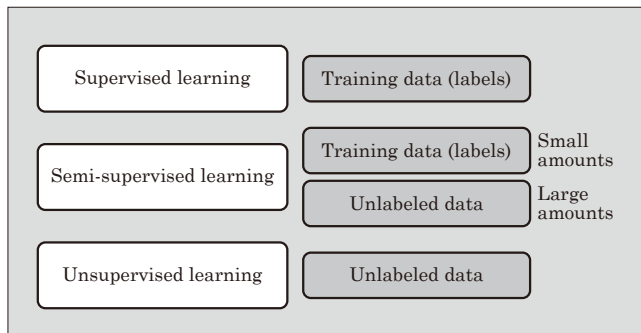 Supervised learning
Training data (labels)
Semi-supervised learning
Training data (labels)
Small
amounts
Unlabeled data
Large
amounts
Unsupervised learning
Unlabeled data